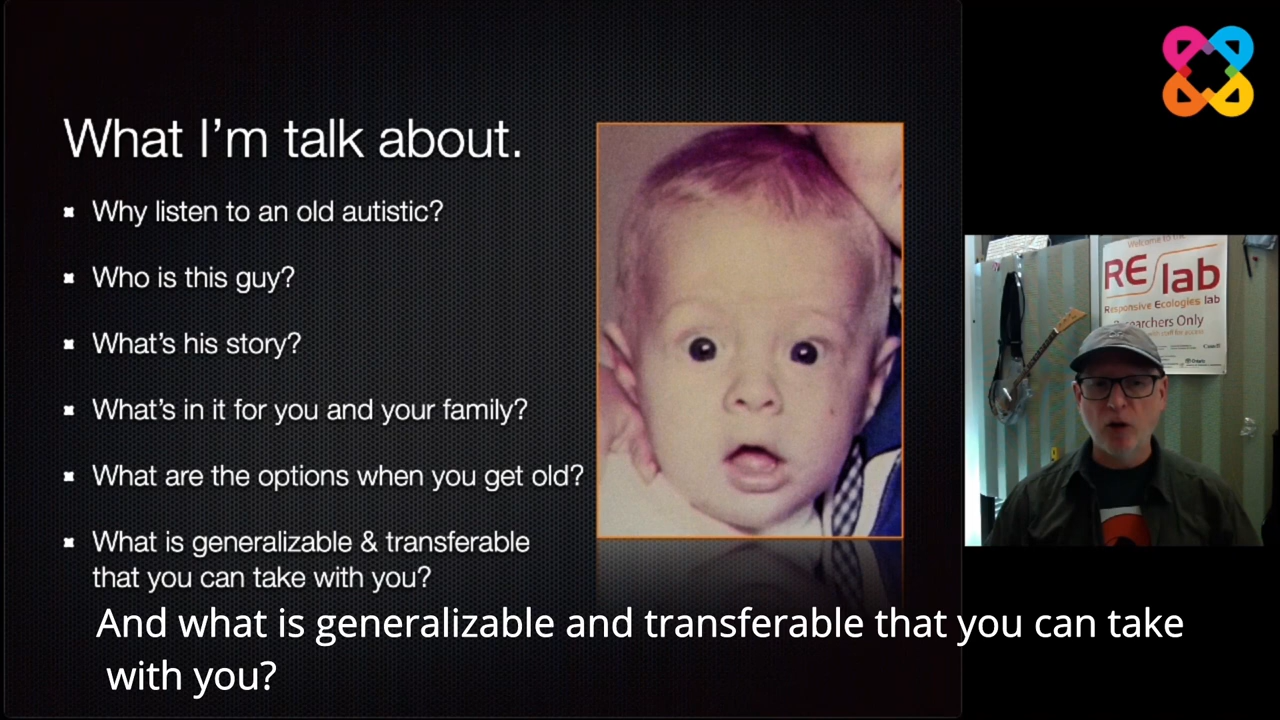 What I'm talk about.
Why listen to an old autistic?
Who is this guy?
What's his story?
What's in it for you and your family?
What are the options when you get old?
What is generalizable & transferable
that you can take with you?
Welcome to the
RE lab
Responsive Ecologies lab
Researchers Only
And what is generalizable and transferable that you can take
with you?